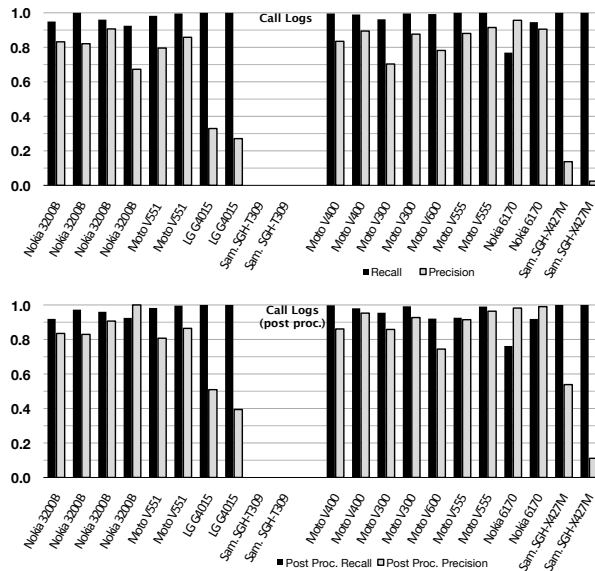 Call Logs
1.0
0.8
0.6
0.4
0.2
0.0
Nokia 3200B
Nokia 3200B
Nokia 3200B
Nokia 3200B
Moto V551
Moto V551
LG G4015
LG G4015
Sam. SGH-T309
Sam. SGH-T309
Moto V400
Moto V400
Moto V300
Moto V300
Moto V600
Moto V555
Moto V555
Nokia 6170
Nokia 6170
Sam. SGH-X427M
Sam. SGH-X427M
Recall Precision
Call Logs
(post proc.)
1.0
0.8
0.6
0.4
0.2
0.0
Nokia 3200B
Nokia 3200B
Nokia 3200B
Nokia 3200B
Moto V551
Moto V551
LG G4015
LG G4015
Sam. SGH-T309
Sam. SGH-T309
Moto V400
Moto V400
Moto V300
Moto V300
Moto V600
Moto V555
Moto V555
Nokia 6170
Nokia 6170
Sam. SGH-X427M
Sam. SGH-X427M
Post Proc. Recall Post Proc. Precision